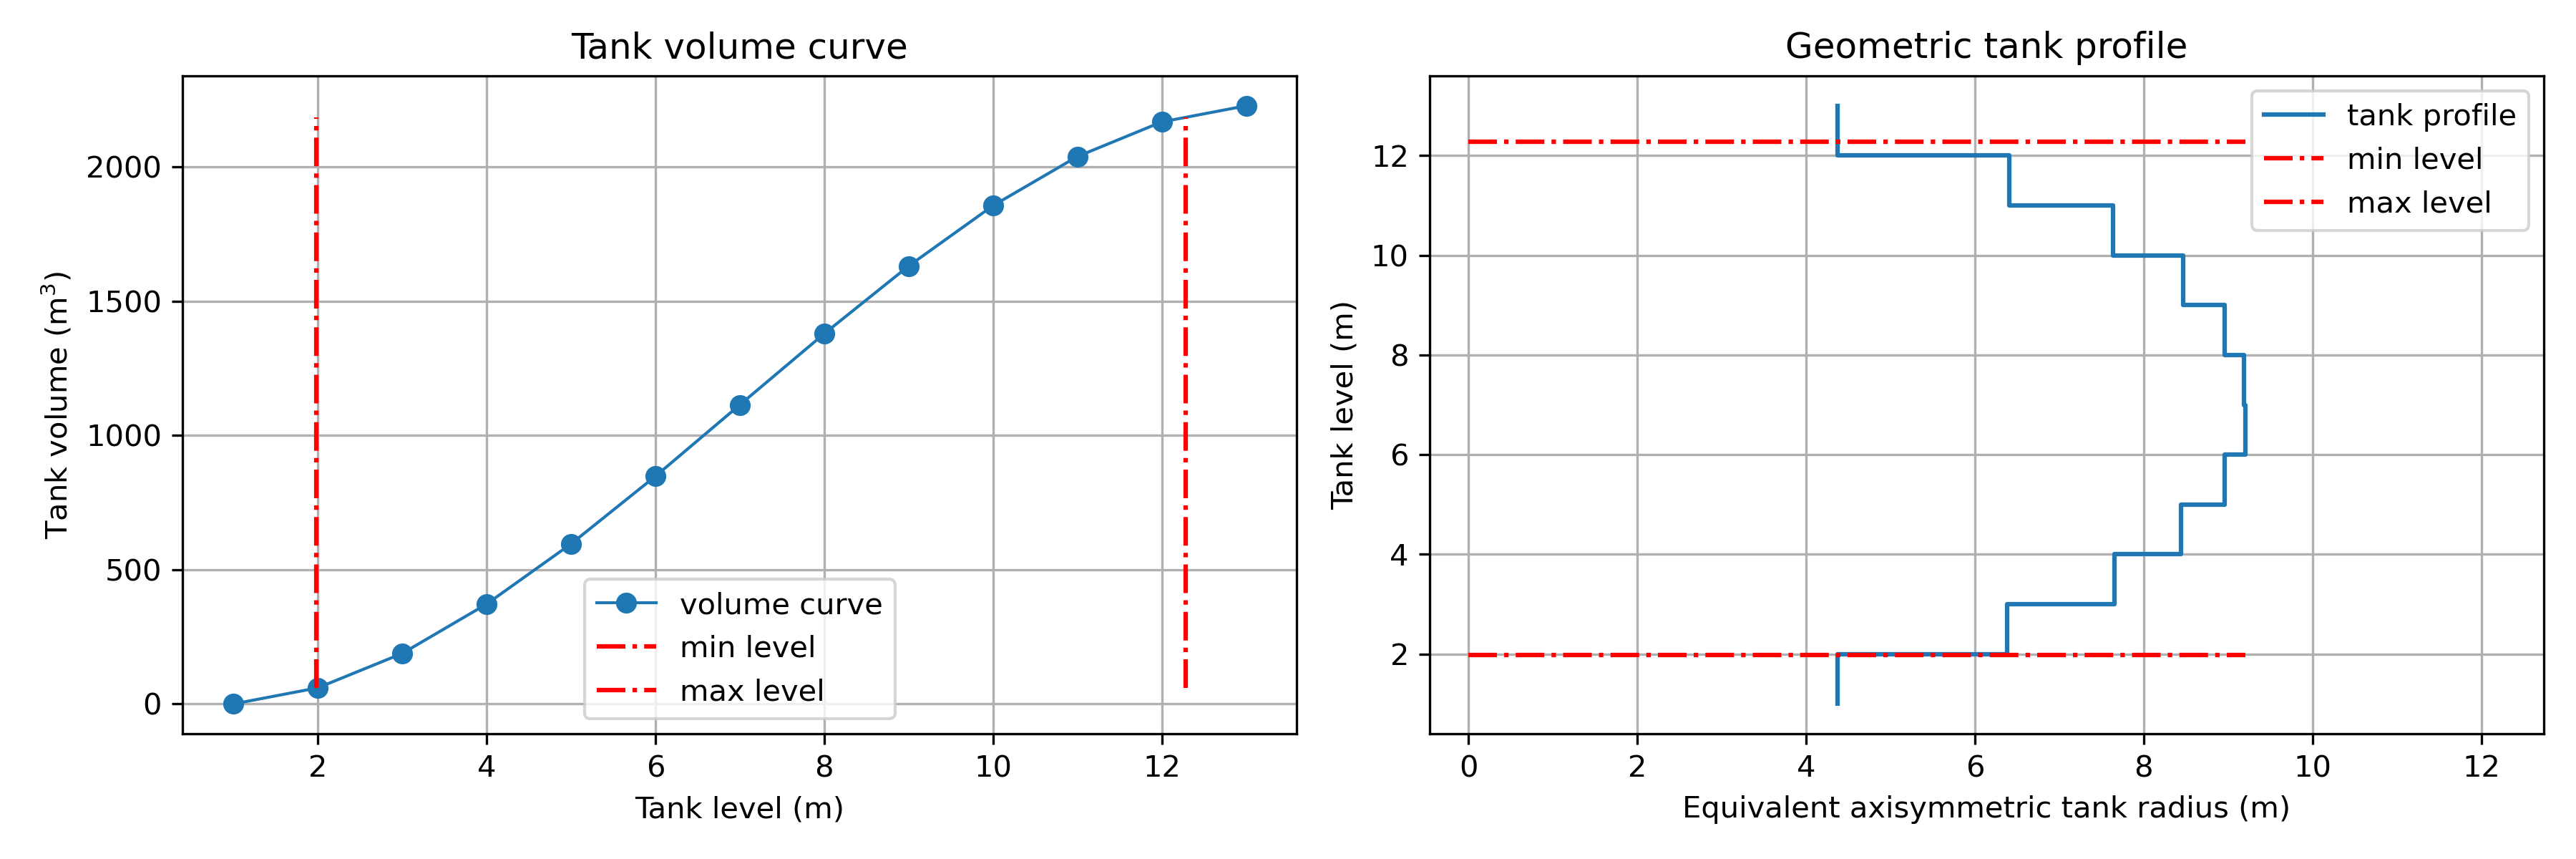 Tank volume curve
Tank volume (m³)
2000
1500
1000
500
0
volume curve
min level
max level
2 4 6 8 10 12
Tank level (m)
Geometric tank profile
Tank level (m)
12
10
8
6
4
2
tank profile
min level
max level
0 2 4 6 8 10 12
Equivalent axisymmetric tank radius (m)